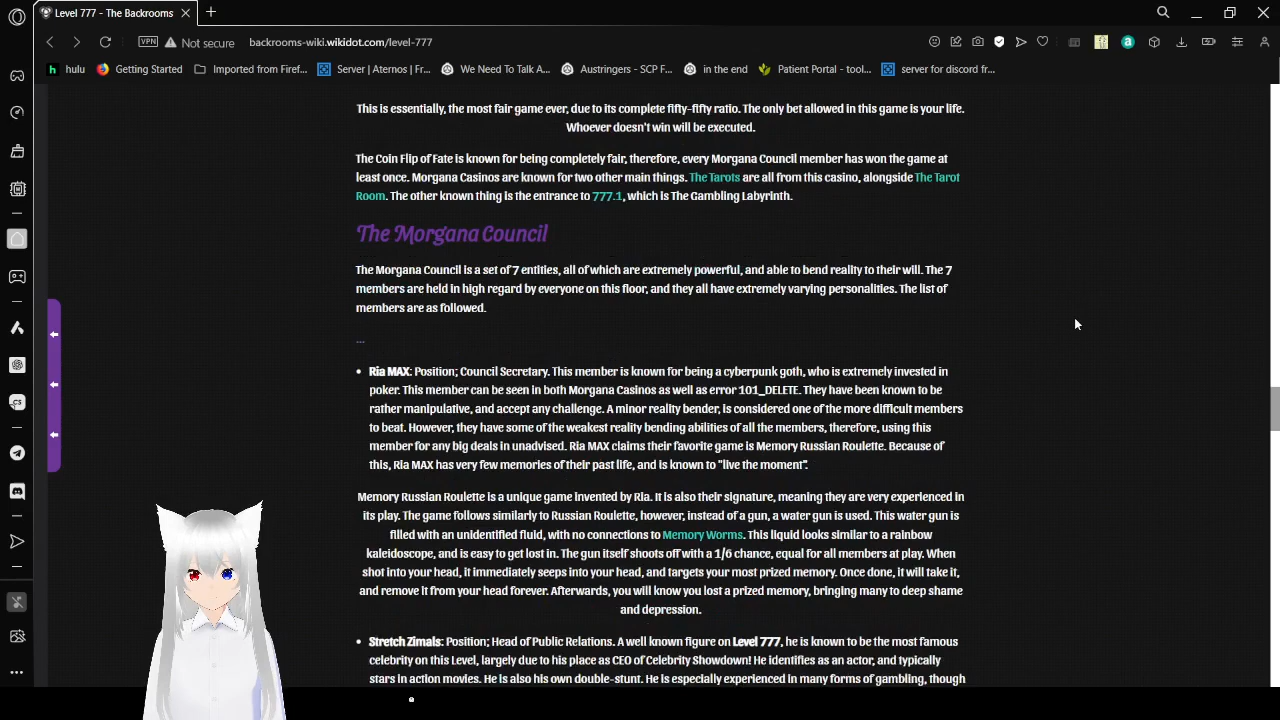 Level 777 - The Backrooms
VPN Not secure backrooms-wiki.wikidot.com/level-777
hulu Getting Started Imported from Firef... Server | Aternos | Fr... We Need To Talk A... Austringers - SCP F... in the end Patient Portal - tool... server for discord fr...
This is essentially, the most fair game ever, due to its complete fifty-fifty ratio. The only bet allowed in this game is your life.
Whoever doesn't win will be executed.
The Coin Flip of Fate is known for being completely fair, therefore, every Morgana Council member has won the game at
least once. Morgana Casinos are known for two other main things. The Tarots are all from this casino, alongside The Tarot
Room. The other known thing is the entrance to 777.1, which is The Gambling Labyrinth.
The Morgana Council
The Morgana Council is a set of 7 entities, all of which are extremely powerful, and able to bend reality to their will. The 7
members are held in high regard by everyone on this floor, and they all have extremely varying personalities. The list of
members are as followed.
...
• Ria MAX: Position; Council Secretary. This member is known for being a cyberpunk goth, who is extremely invested in
poker. This member can be seen in both Morgana Casinos as well as error 101_DELETE. They have been known to be
rather manipulative, and accept any challenge. A minor reality bender, is considered one of the more difficult members
to beat. However, they have some of the weakest reality bending abilities of all the members, therefore, using this
member for any big deals in unadvised. Ria MAX claims their favorite game is Memory Russian Roulette. Because of
this, Ria MAX has very few memories of their past life, and is known to "live the moment".
Memory Russian Roulette is a unique game invented by Ria. It is also their signature, meaning they are very experienced in
its play. The game follows similarly to Russian Roulette, however, instead of a gun, a water gun is used. This water gun is
filled with an unidentified fluid, with no connections to Memory Worms. This liquid looks similar to a rainbow
kaleidoscope, and is easy to get lost in. The gun itself shoots off with a 1/6 chance, equal for all members at play. When
shot into your head, it immediately seeps into your head, and targets your most prized memory. Once done, it will take it,
and remove it from your head forever. Afterwards, you will know you lost a prized memory, bringing many to deep shame
and depression.
• Stretch Zimals: Position; Head of Public Relations. A well known figure on Level 777, he is known to be the most famous
celebrity on this Level, largely due to his place as CEO of Celebrity Showdown! He identifies as an actor, and typically
stars in action movies. He is also his own double-stunt. He is especially experienced in many forms of gambling, though